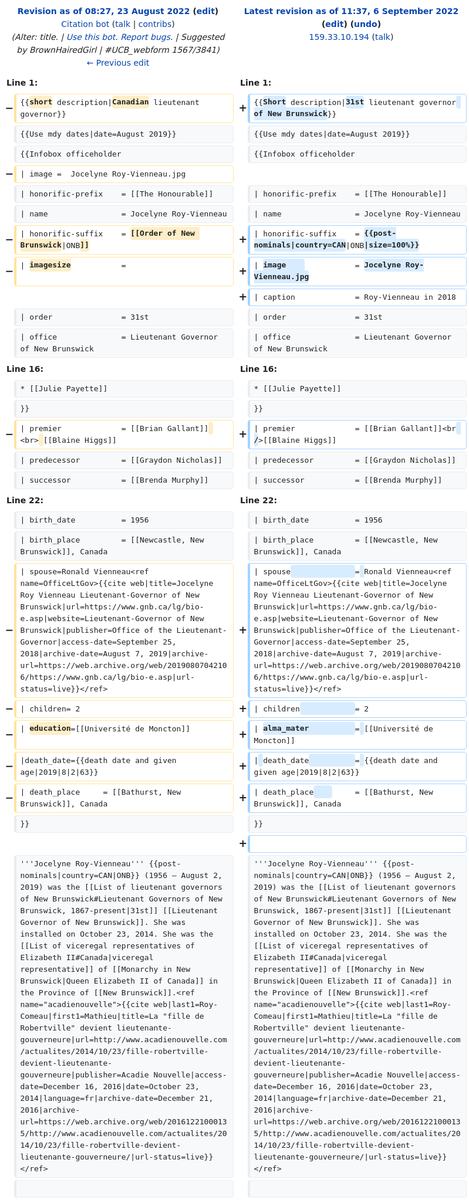 Revision as of 08:27, 23 August 2022 (edit)
Citation bot (talk | contribs)
(Alter: title. | Use this bot. Report bugs. | Suggested
by BrownHairedGirl | #UCB_webform 1567/3841)
← Previous edit
Latest revision as of 11:37, 6 September 2022
(edit) (undo)
159.33.10.194 (talk)
Line 1:
Line 1:
− {{short description|Canadian lieutenant
governor}}
+ {{Short description|31st lieutenant governor
of New Brunswick}}
{{Use mdy dates|date=August 2019}}
{{Use mdy dates|date=August 2019}}
{{Infobox officeholder
{{Infobox officeholder
− | image =  Jocelyne Roy-Vienneau.jpg
| honorific-prefix    = [[The Honourable]]
| honorific-prefix    = [[The Honourable]]
| name                = Jocelyne Roy-Vienneau
| name                = Jocelyne Roy-Vienneau
− | honorific-suffix    = [[Order of New
Brunswick|ONB]]
+ | honorific-suffix    = {{post-
nominals|country=CAN|ONB|size=100%}}
− | imagesize           =
+ | image               = Jocelyne Roy-
Vienneau.jpg
+ | caption             = Roy-Vienneau in 2018
| order               = 31st
| order               = 31st
| office              = Lieutenant Governor
of New Brunswick
| office              = Lieutenant Governor
of New Brunswick
Line 16:
Line 16:
* [[Julie Payette]]
* [[Julie Payette]]
}}
}}
− | premier             = [[Brian Gallant]]
<br> [[Blaine Higgs]]
+ | premier             = [[Brian Gallant]]<br
/>[[Blaine Higgs]]
| predecessor         = [[Graydon Nicholas]]
| predecessor         = [[Graydon Nicholas]]
| successor           = [[Brenda Murphy]]
| successor           = [[Brenda Murphy]]
Line 22:
Line 22:
| birth_date          = 1956
| birth_date          = 1956
| birth_place         = [[Newcastle, New
Brunswick]], Canada
| birth_place         = [[Newcastle, New
Brunswick]], Canada
− | spouse=Ronald Vienneau<ref
name=OfficeLtGov>{{cite web|title=Jocelyne
Roy Vienneau Lieutenant-Governor of New
Brunswick|url=https://www.gnb.ca/lg/bio-
e.asp|website=Lieutenant-Governor of New
Brunswick|publisher=Office of the Lieutenant-
Governor|access-date=September 25,
2018|archive-date=August 7, 2019|archive-
url=https://web.archive.org/web/2019080704210
6/https://www.gnb.ca/lg/bio-e.asp|url-
status=live}}</ref>
+ | spouse              = Ronald Vienneau<ref
name=OfficeLtGov>{{cite web|title=Jocelyne
Roy Vienneau Lieutenant-Governor of New
Brunswick|url=https://www.gnb.ca/lg/bio-
e.asp|website=Lieutenant-Governor of New
Brunswick|publisher=Office of the Lieutenant-
Governor|access-date=September 25,
2018|archive-date=August 7, 2019|archive-
url=https://web.archive.org/web/2019080704210
6/https://www.gnb.ca/lg/bio-e.asp|url-
status=live}}</ref>
− | children= 2
+ | children            = 2
− | education=[[Université de Moncton]]
+ | alma_mater          = [[Université de
Moncton]]
− |death_date={{death date and given
age|2019|8|2|63}}
+ | death_date          = {{death date and
given age|2019|8|2|63}}
− | death_place     = [[Bathurst, New
Brunswick]], Canada
+ | death_place         = [[Bathurst, New
Brunswick]], Canada
}}
}}
+
'''Jocelyne Roy-Vienneau''' {{post-
nominals|country=CAN|ONB}} (1956 – August 2,
2019) was the [[List of lieutenant governors
of New Brunswick#Lieutenant Governors of New
Brunswick, 1867-present|31st]] [[Lieutenant
Governor of New Brunswick]]. She was
installed on October 23, 2014. She was the
[[List of viceregal representatives of
Elizabeth II#Canada|viceregal
representative]] of [[Monarchy in New
Brunswick|Queen Elizabeth II of Canada]] in
the Province of [[New Brunswick]].<ref
name="acadienouvelle">{{cite web|last1=Roy-
Comeau|first1=Mathieu|title=La "fille de
Robertville" devient lieutenante-
gouverneure|url=http://www.acadienouvelle.com
/actualites/2014/10/23/fille-robertville-
devient-lieutenante-
gouverneure|publisher=Acadie Nouvelle|access-
date=December 16, 2016|date=October 23,
2014|language=fr|archive-date=December 21,
2016|archive-
url=https://web.archive.org/web/2016122100013
5/http://www.acadienouvelle.com/actualites/20
14/10/23/fille-robertville-devient-
lieutenante-gouverneure/|url-status=live}}
</ref>
'''Jocelyne Roy-Vienneau''' {{post-
nominals|country=CAN|ONB}} (1956 – August 2,
2019) was the [[List of lieutenant governors
of New Brunswick#Lieutenant Governors of New
Brunswick, 1867-present|31st]] [[Lieutenant
Governor of New Brunswick]]. She was
installed on October 23, 2014. She was the
[[List of viceregal representatives of
Elizabeth II#Canada|viceregal
representative]] of [[Monarchy in New
Brunswick|Queen Elizabeth II of Canada]] in
the Province of [[New Brunswick]].<ref
name="acadienouvelle">{{cite web|last1=Roy-
Comeau|first1=Mathieu|title=La "fille de
Robertville" devient lieutenante-
gouverneure|url=http://www.acadienouvelle.com
/actualites/2014/10/23/fille-robertville-
devient-lieutenante-
gouverneure|publisher=Acadie Nouvelle|access-
date=December 16, 2016|date=October 23,
2014|language=fr|archive-date=December 21,
2016|archive-
url=https://web.archive.org/web/2016122100013
5/http://www.acadienouvelle.com/actualites/20
14/10/23/fille-robertville-devient-
lieutenante-gouverneure/|url-status=live}}
</ref>